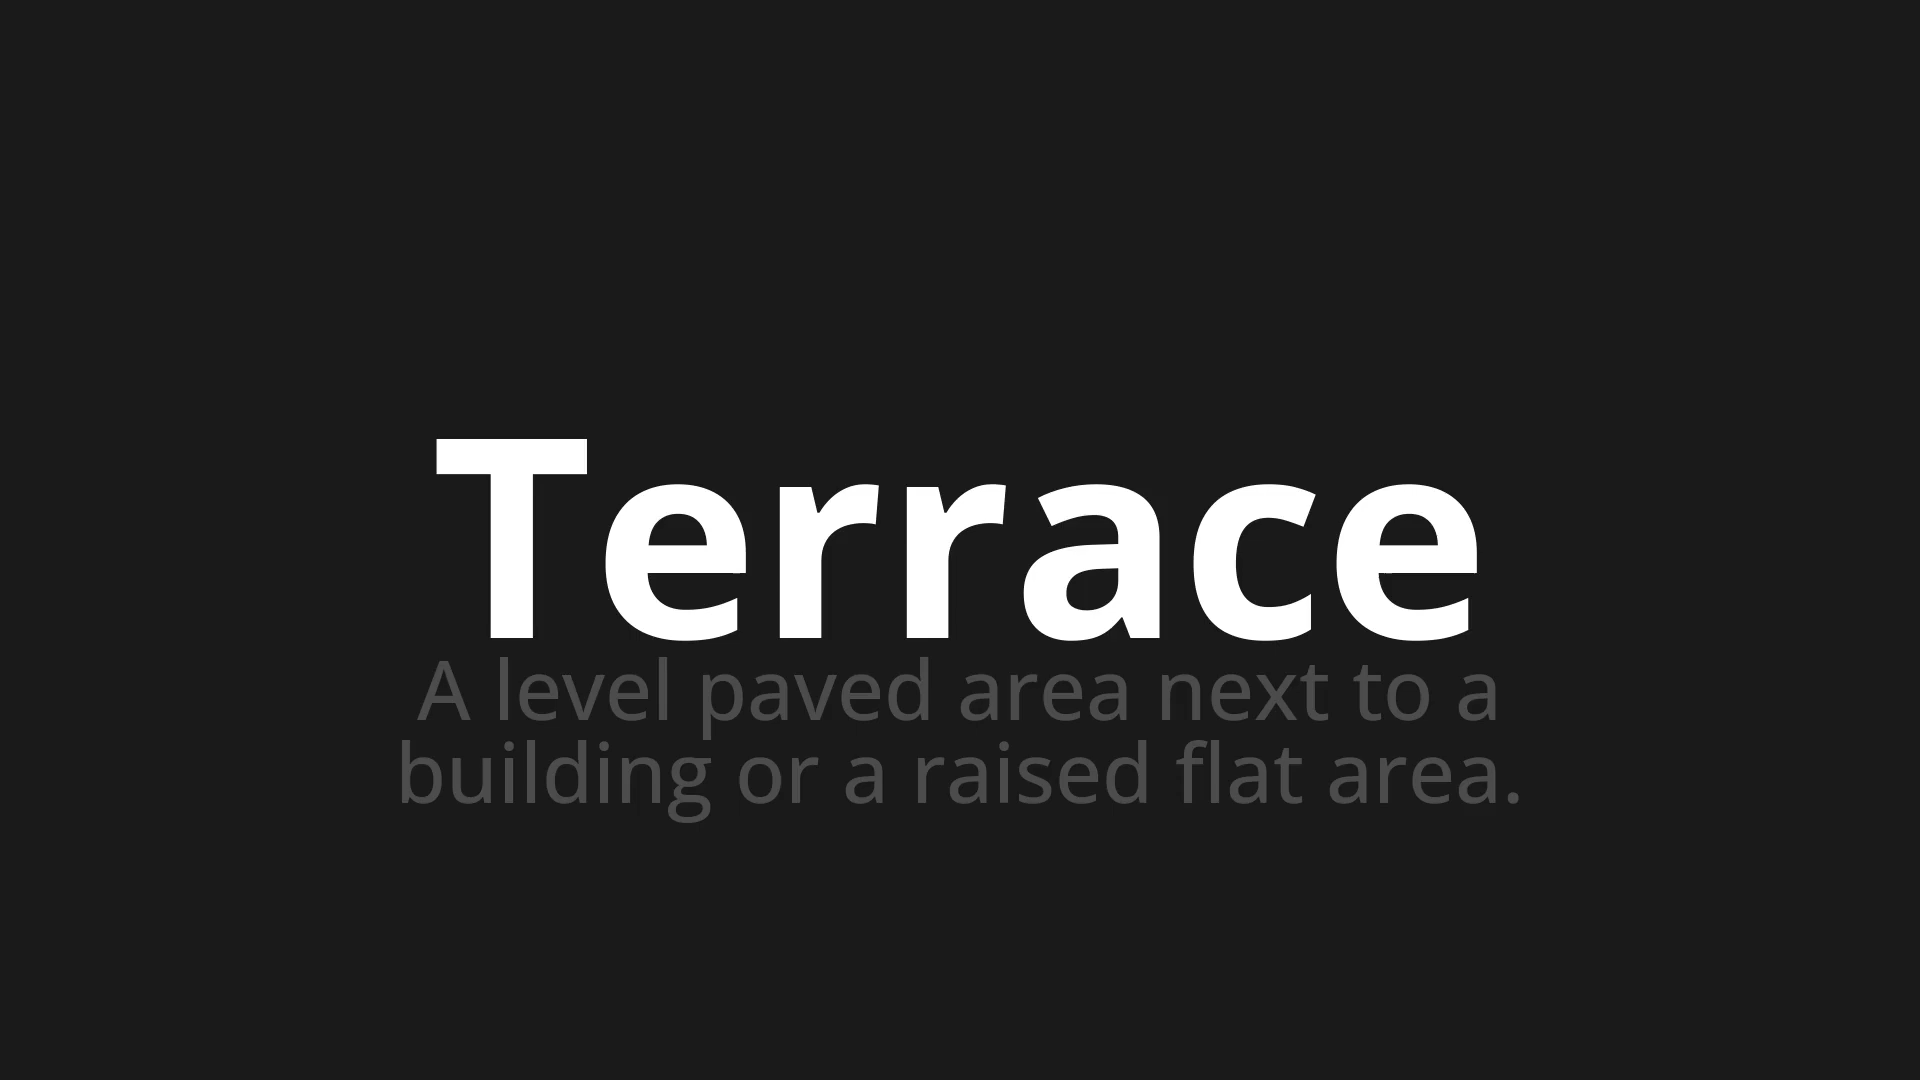 Terrace
A level paved area next to a
building or a raised flat area.